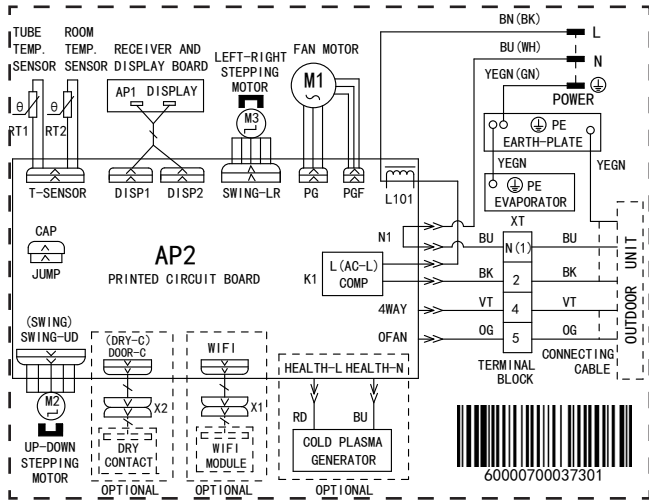 TUBE TEMP. SENSOR
ROOM TEMP. SENSOR
RECEIVER AND DISPLAY BOARD
LEFT-RIGHT STEPPING MOTOR
FAN MOTOR
BN(BK)
L
BU(WH)
N
YEGN(GN)
POWER
θ
RT1
θ
RT2
AP1 DISPLAY
M3
M1
PE
EARTH-PLATE
YEGN
YEGN
PE
EVAPORATOR
T-SENSOR
DISP1
DISP2
SWING-LR
PG
PGF
L101
CAP
JUMP
AP2
PRINTED CIRCUIT BOARD
N1
K1
L(AC-L)
COMP
4WAY
OFAN
XT
BU
N(1)
BU
BK
2
BK
VT
4
VT
OG
5
OG
TERMINAL BLOCK
CONNECTING CABLE
OUTDOOR UNIT
(SWING)
SWING-UD
M2
UP-DOWN STEPPING MOTOR
(DRY-C)
DOOR-C
X2
DRY CONTACT
OPTIONAL
WIFI
X1
WIFI MODULE
OPTIONAL
HEALTH-L HEALTH-N
RD
BU
COLD PLASMA GENERATOR
OPTIONAL
60000700037301